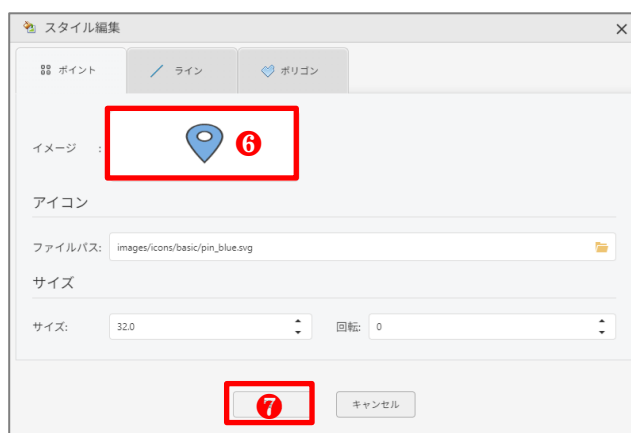 スタイル編集
ポイント
ライン
ポリゴン
イメージ :
❻
アイコン
ファイルパス: images/icons/basic/pin_blue.svg
サイズ
サイズ: 32.0 回転: 0
❼ キャンセル